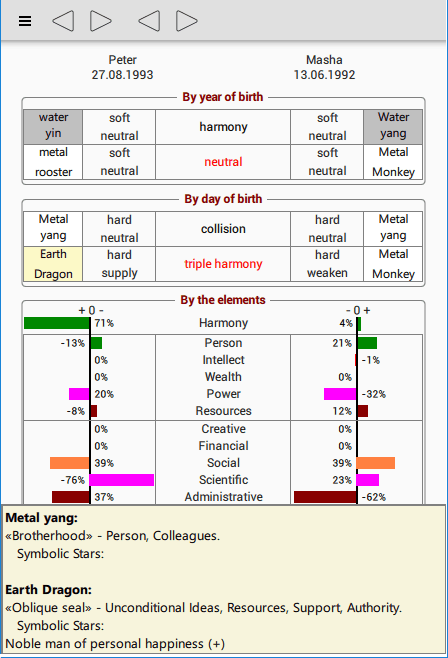 Peter Masha
27.08.1993 13.06.1992
By year of birth
water soft harmony soft Water
yin neutral neutral yang
metal soft neutral soft Metal
rooster neutral neutral Monkey
By day of birth
Metal hard collision hard Metal
yang neutral neutral yang
Earth hard triple harmony hard Metal
Dragon supply weaken Monkey
By the elements
+ 0 - - 0 +
71% Harmony 4%
-13% Person 21%
0% Intellect -1%
0% Wealth 0%
20% Power -32%
-8% Resources 12%
0% Creative 0%
0% Financial 0%
39% Social 39%
-76% Scientific 23%
37% Administrative -62%
Metal yang:
«Brotherhood» - Person, Colleagues.
Symbolic Stars:
Earth Dragon:
«Oblique seal» - Unconditional Ideas, Resources, Support, Authority.
Symbolic Stars:
Noble man of personal happiness (+)